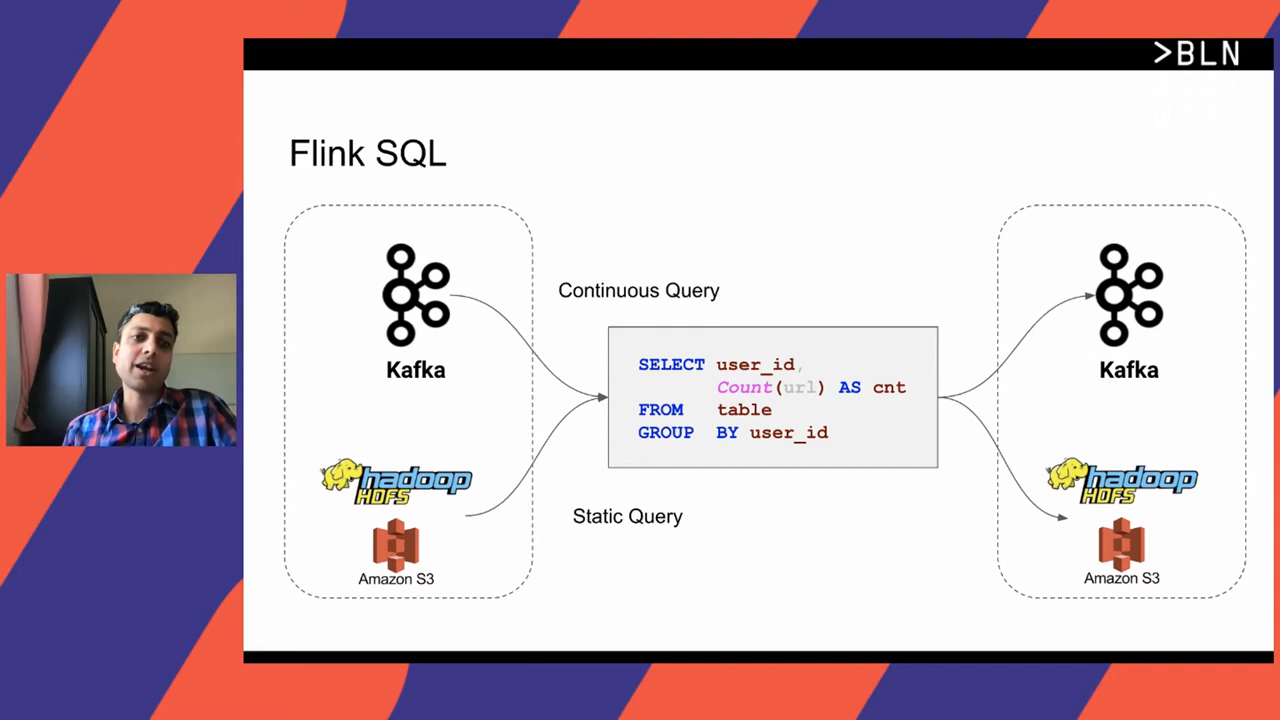 >BLN
Flink SQL
Kafka
hadoop
HDFS
Amazon S3
Continuous Query
SELECT user_id,
Count(url) AS cnt
FROM table
GROUP BY user_id
Static Query
Kafka
hadoop
HDFS
Amazon S3